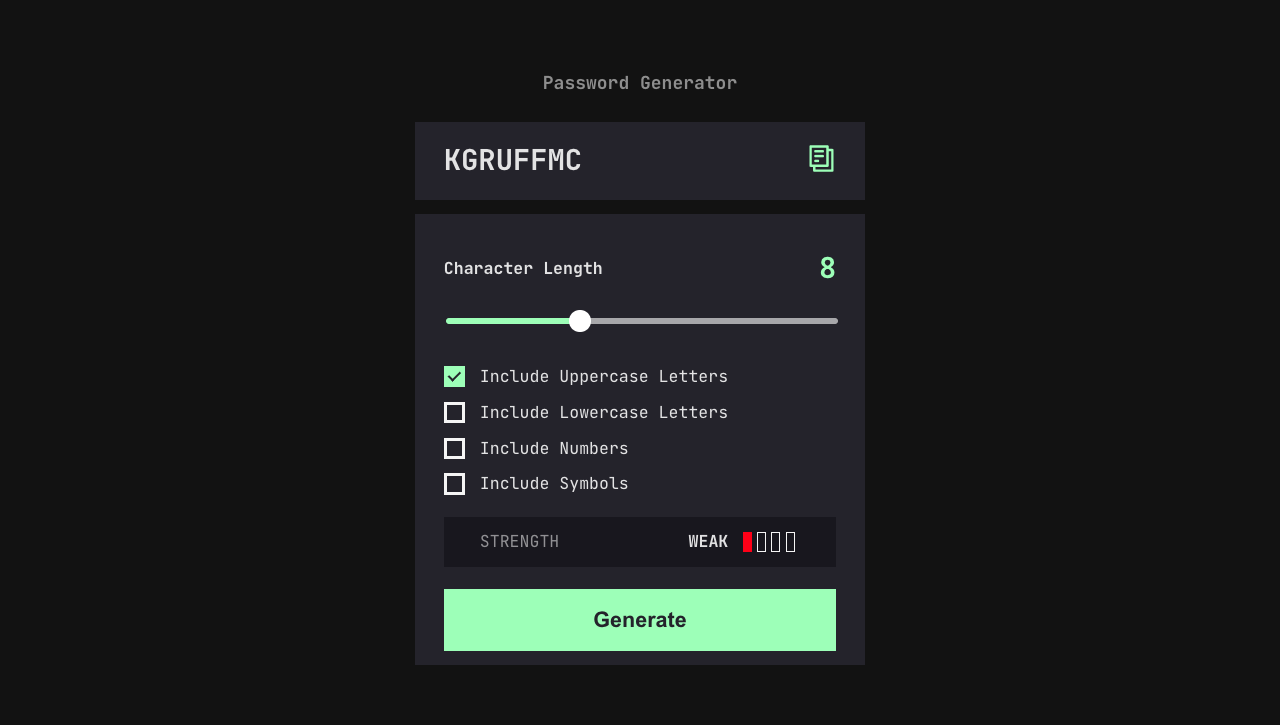 Password Generator
KGRUFFMC
Character Length 8
Include Uppercase Letters
Include Lowercase Letters
Include Numbers
Include Symbols
STRENGTH WEAK
Generate